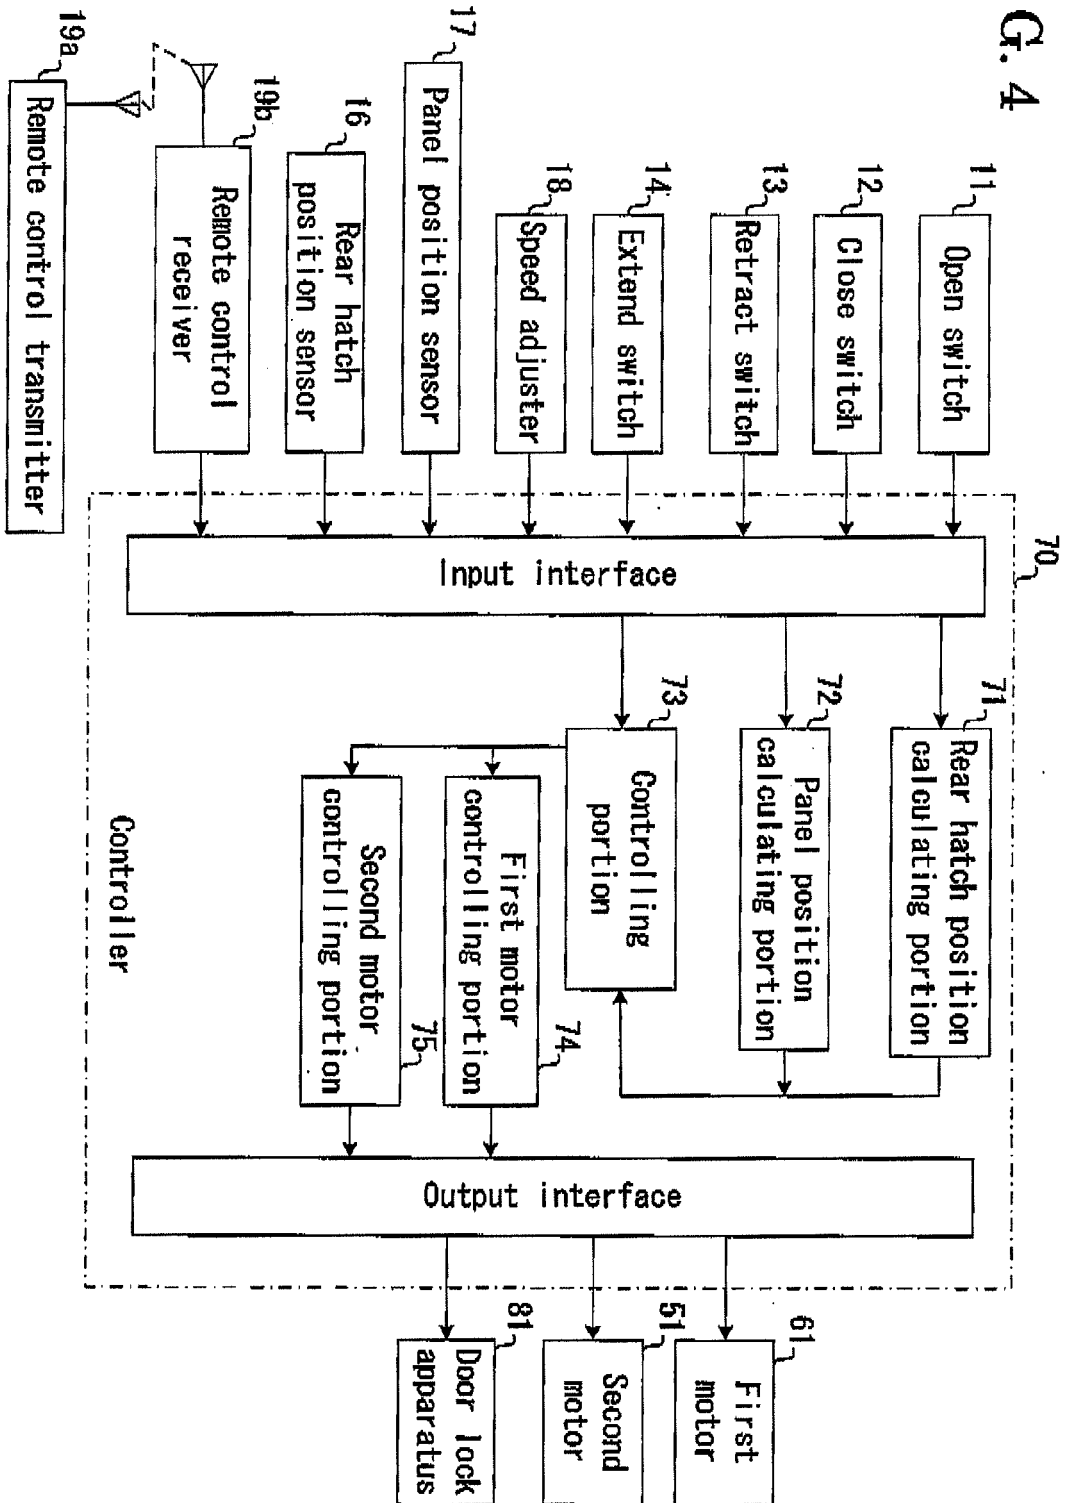 G. 4
11
Open switch
12
Close switch
13
Retract switch
14
Extend switch
18
Speed adjuster
17
Panel position sensor
16
Rear hatch
position sensor
19b
Remote control
receiver
19a
Remote control transmitter
70
Input interface
71
Rear hatch position
calculating portion
72
Panel position
calculating portion
73
Controlling
portion
74
First motor
controlling portion
75
Second motor
controlling portion
Controller
Output interface
61
First
motor
51
Second
motor
81
Door lock
apparatus